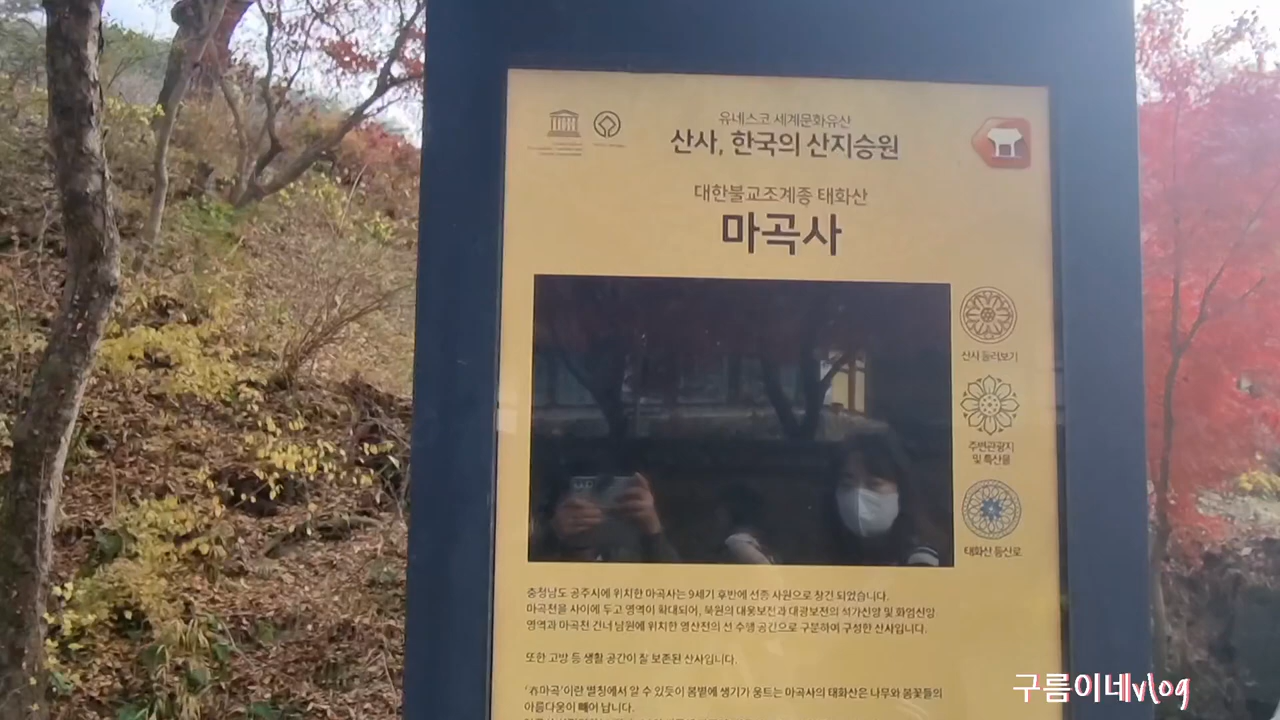 유네스코 세계문화유산
산사, 한국의 산지승원
대한불교조계종 태화산
마곡사
산사 둘러보기
주변관광지
및 특산물
태화산 등산로
충청남도 공주시에 위치한 마곡사는 9세기 후반에 선종 사원으로 창건 되었습니다.
마곡천을 사이에 두고 영역이 확대되어, 북원의 대웅보전과 대광보전의 석가신앙 및 화엄신앙
영역과 마곡천 건너 남원에 위치한 영산전의 선 수행 공간으로 구분하여 구성한 산사입니다.
또한 고방 등 생활 공간이 잘 보존된 산사입니다.
'春마곡'이란 별칭에서 알 수 있듯이 봄볕에 생기가 움트는 마곡사의 태화산은 나무와 봄꽃들의
아름다움이 빼어 납니다.
구름이네vlog